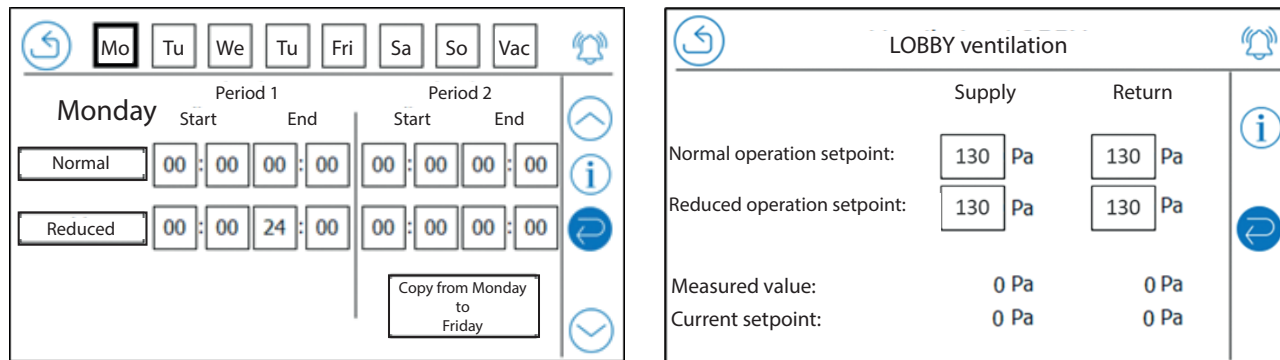 Mo Tu We Tu Fri Sa So Vac
Monday
Period 1 Period 2
Start End Start End
Normal 00 : 00 00 : 00 00 : 00 00 : 00
Reduced 00 : 00 24 : 00 00 : 00 00 : 00
Copy from Monday
to
Friday
LOBBY ventilation
Supply Return
Normal operation setpoint: 130 Pa 130 Pa
Reduced operation setpoint: 130 Pa 130 Pa
Measured value: 0 Pa 0 Pa
Current setpoint: 0 Pa 0 Pa
i
i